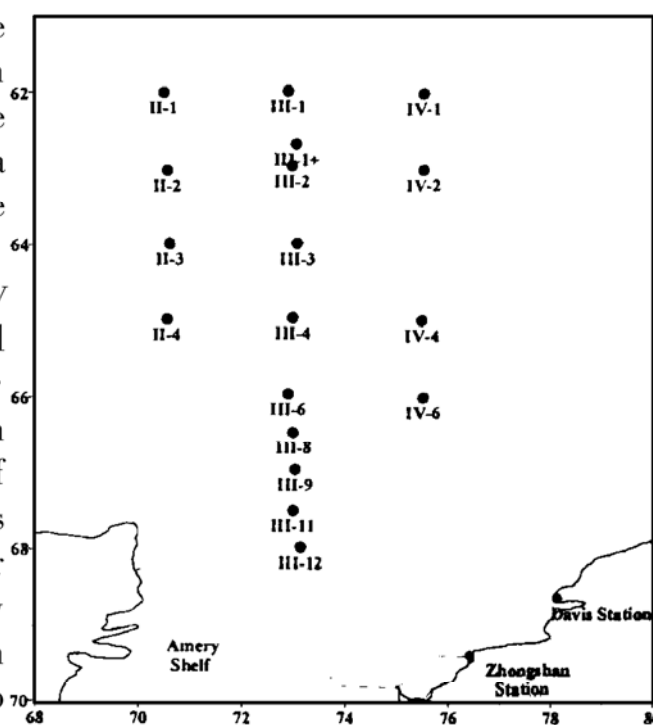 62
II-1
III-1
IV-1
III-1+
II-2
III-2
IV-2
64
II-3
III-3
II-4
III-4
IV-4
66
III-6
IV-6
III-8
III-9
III-11
68
III-12
Davis Station
Amery
Shelf
Zhongshan
Station
70
68
70
72
74
76
78